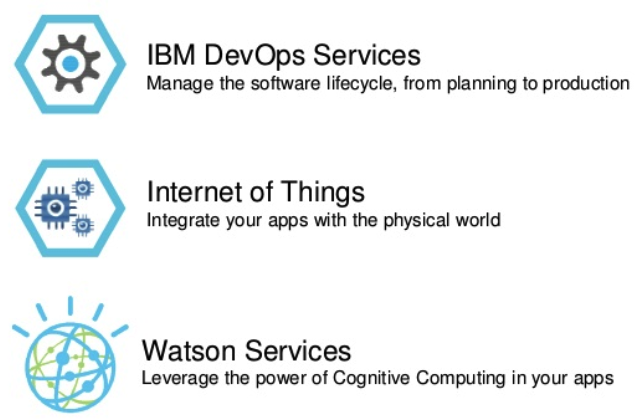 IBM DevOps Services
Manage the software lifecycle, from planning to production
Internet of Things
Integrate your apps with the physical world
Watson Services
Leverage the power of Cognitive Computing in your apps